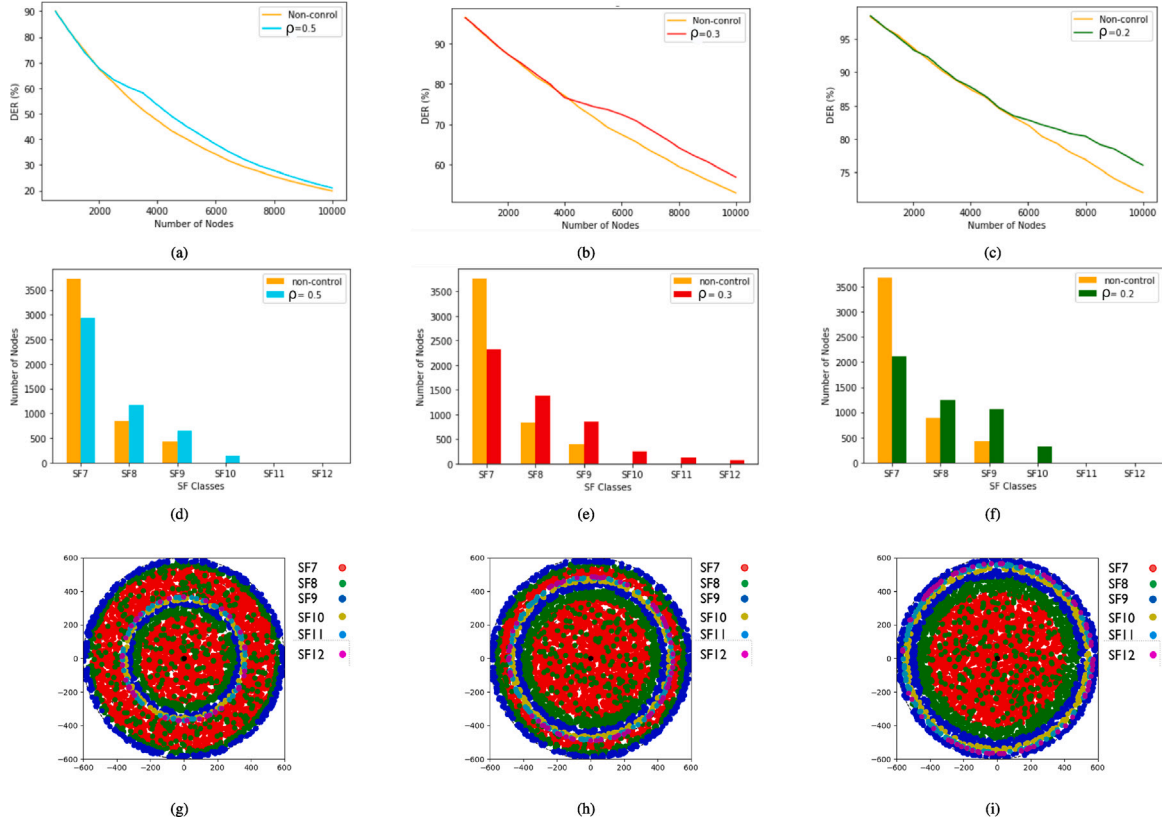 90
80
70
60
50
40
30
20
DER (%)
Non-conrol
ρ=0.5
2000 4000 6000 8000 10000
Number of Nodes
(a)
90
80
70
60
DER (%)
Non-conrol
ρ=0.3
2000 4000 6000 8000 10000
Number of Nodes
(b)
95
90
85
80
75
DER (%)
Non-conrol
ρ=0.2
2000 4000 6000 8000 10000
Number of Nodes
(c)
3500
3000
2500
2000
1500
1000
500
0
Number of Nodes
non-control
ρ= 0.5
SF7 SF8 SF9 SF10 SF11 SF12
SF Classes
(d)
3500
3000
2500
2000
1500
1000
500
0
Number of Nodes
non-control
ρ= 0.3
SF7 SF8 SF9 SF10 SF11 SF12
SF Classes
(e)
3500
3000
2500
2000
1500
1000
500
0
Number of Nodes
non-control
ρ= 0.2
SF7 SF8 SF9 SF10 SF11 SF12
SF Classes
(f)
600
400
200
0
−200
−400
−600
−600 −400 −200 0 200 400 600
SF7
SF8
SF9
SF10
SF11
SF12
(g)
600
400
200
0
−200
−400
−600
−600 −400 −200 0 200 400 600
SF7
SF8
SF9
SF10
SF11
SF12
(h)
600
400
200
0
−200
−400
−600
−600 −400 −200 0 200 400 600
SF7
SF8
SF9
SF10
SF11
SF12
(i)